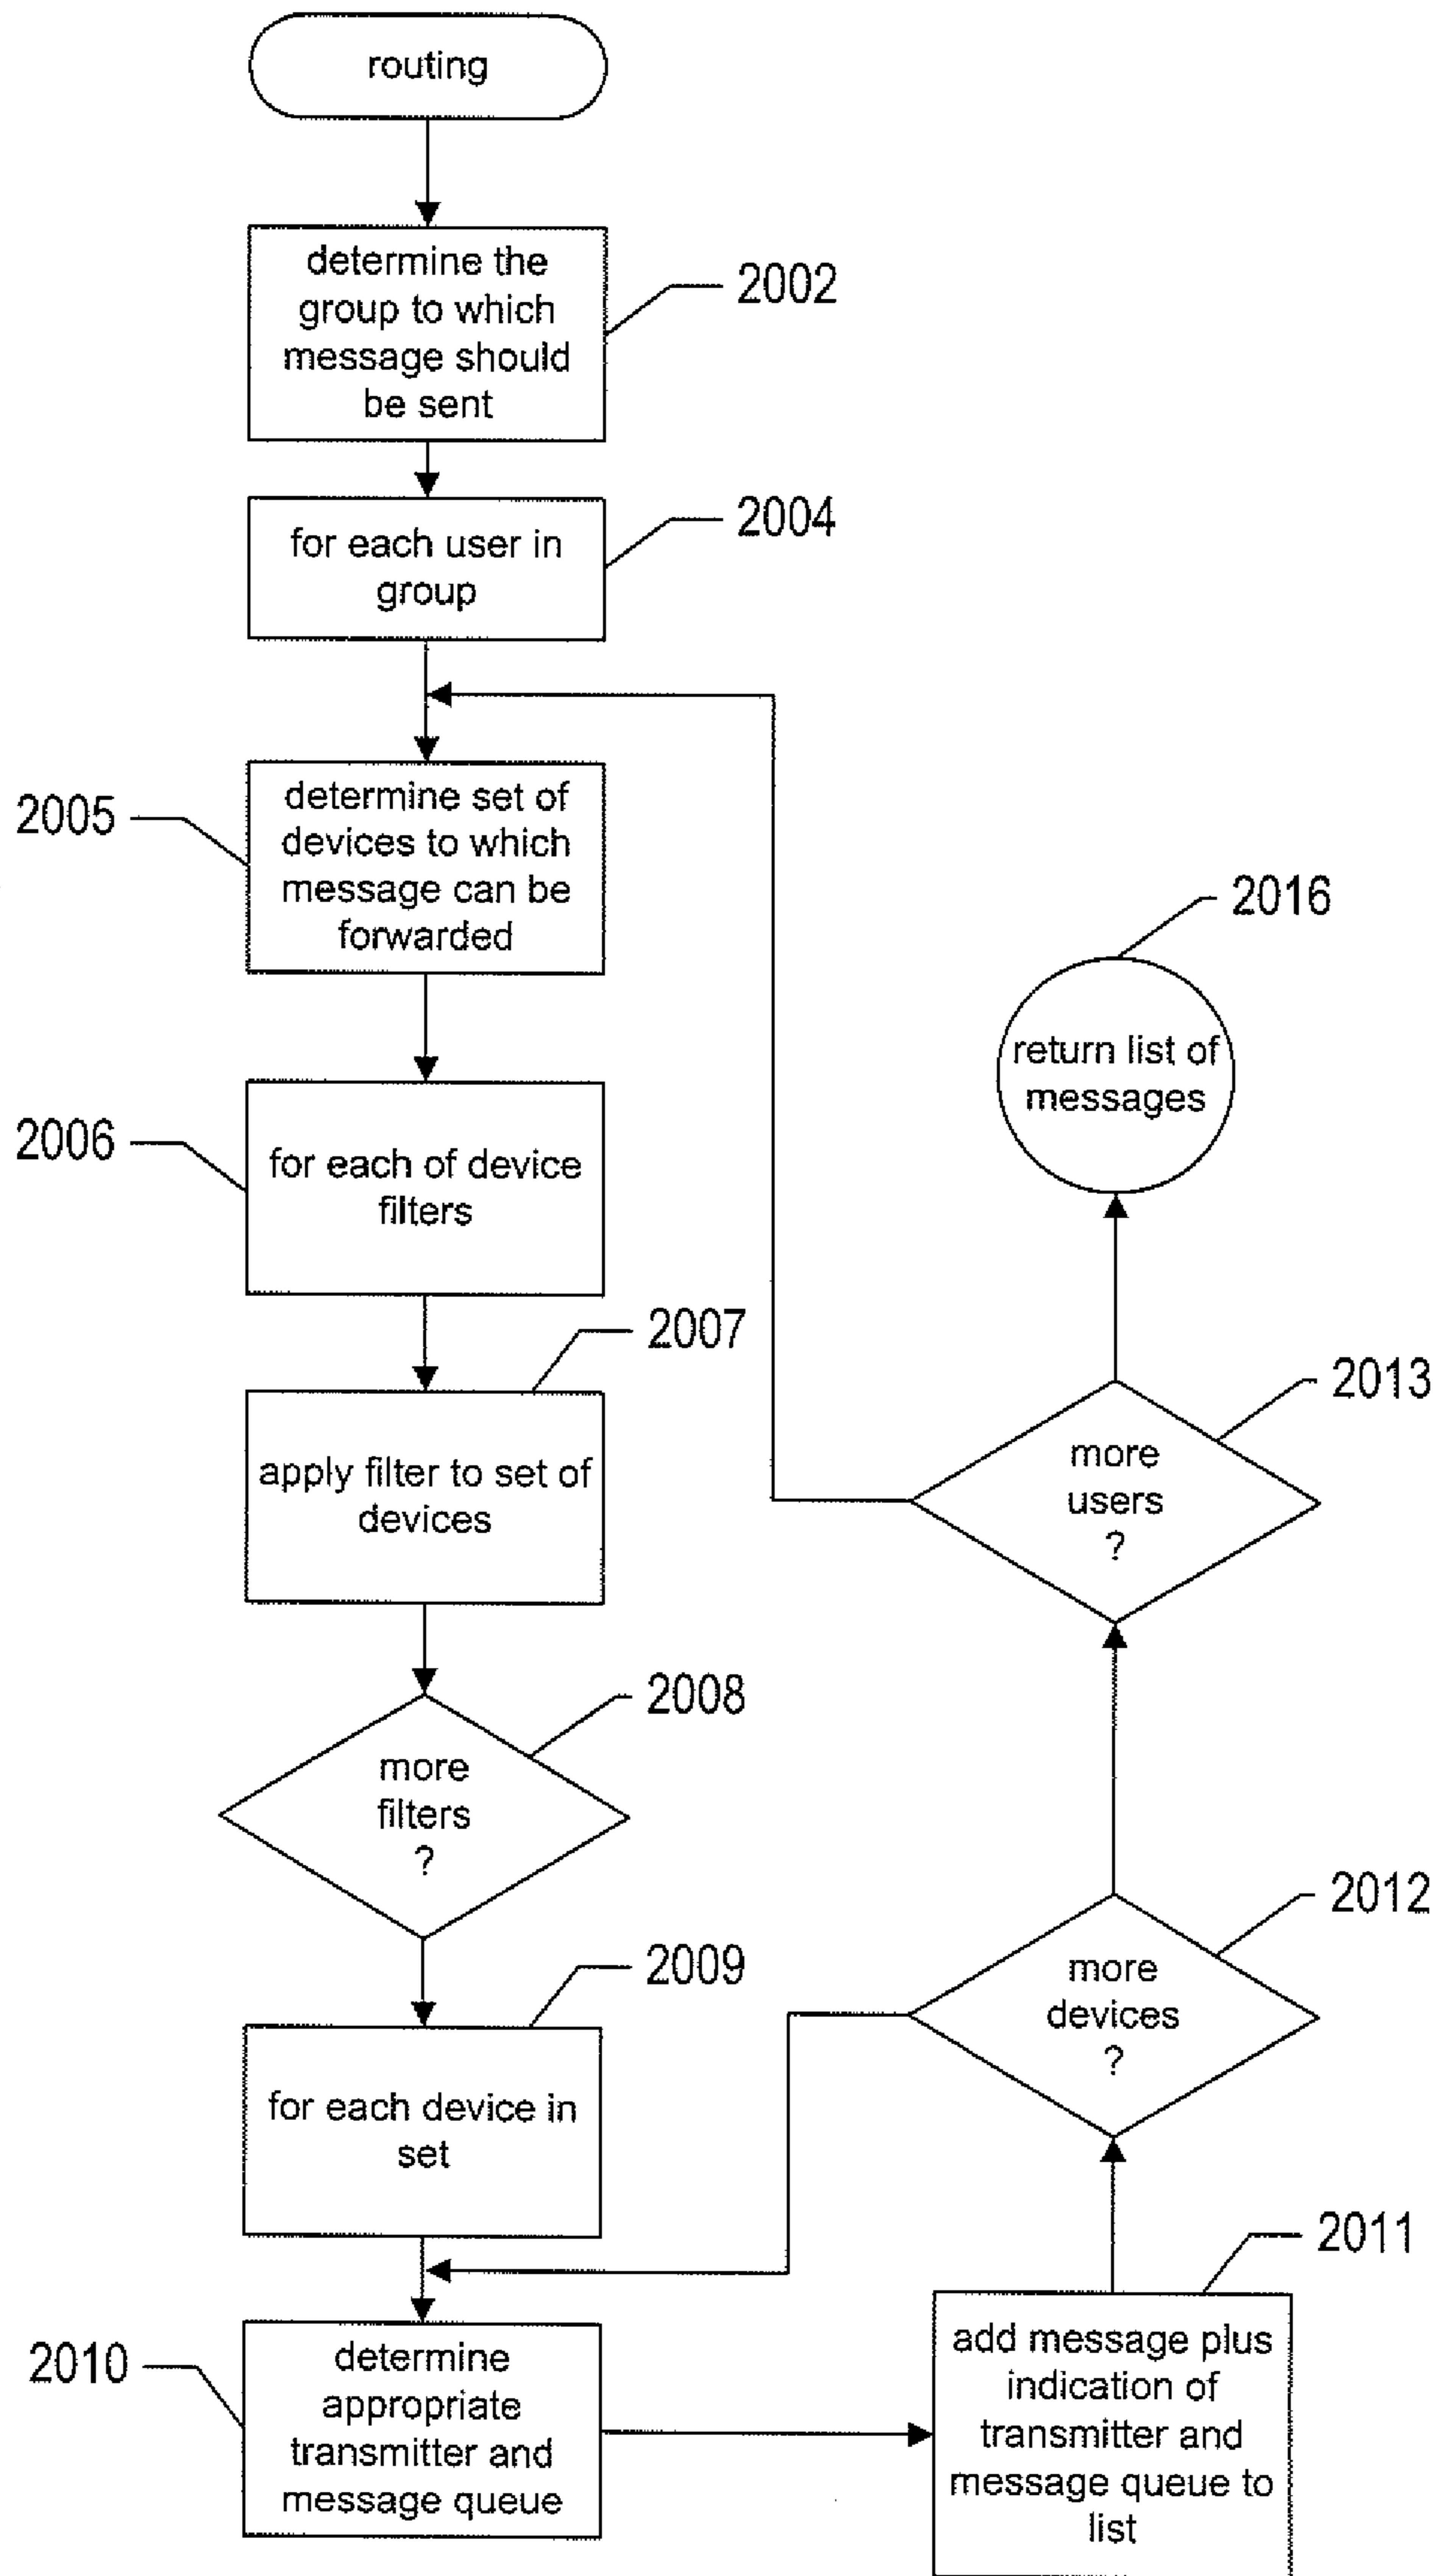 routing
determine the
group to which
message should
be sent
2002
for each user in
group
2004
determine set of
devices to which
message can be
forwarded
2005
for each of device
filters
2006
apply filter to set of
devices
2007
more
filters
?
2008
for each device in
set
2009
determine
appropriate
transmitter and
message queue
2010
add message plus
indication of
transmitter and
message queue to
list
2011
more
devices
?
2012
more
users
?
2013
return list of
messages
2016